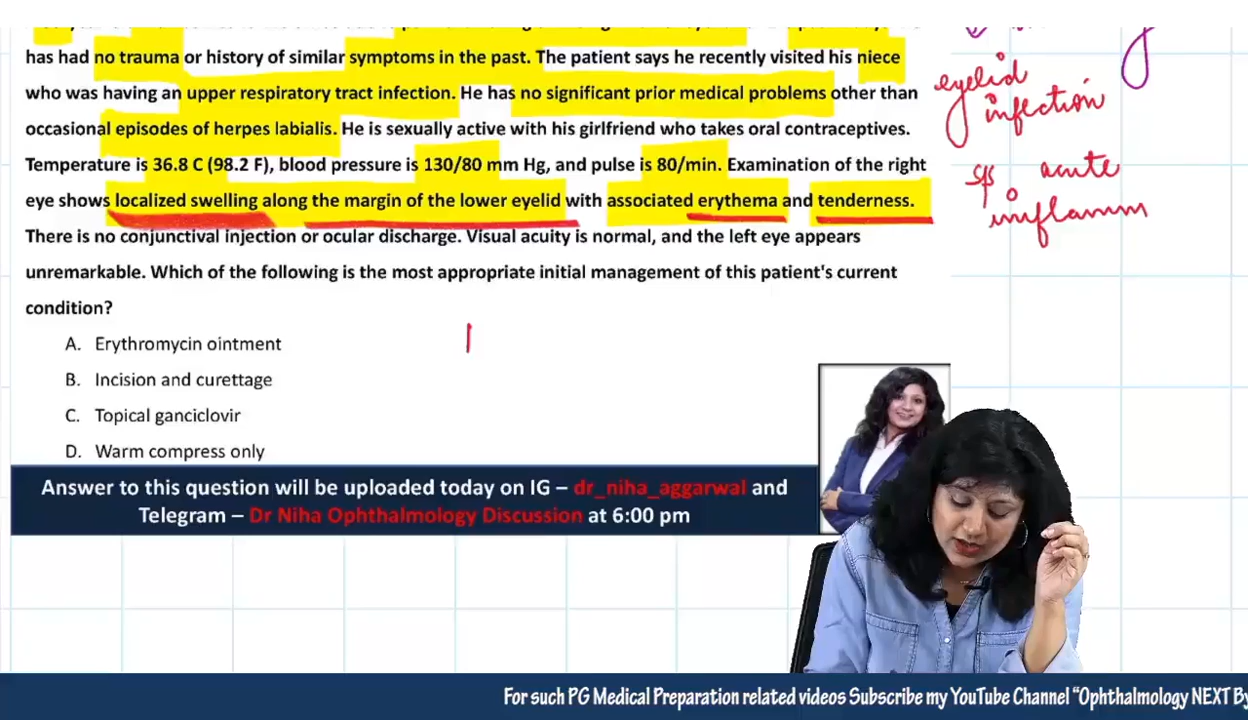 has had no trauma or history of similar symptoms in the past. The patient says he recently visited his niece
who was having an upper respiratory tract infection. He has no significant prior medical problems other than
occasional episodes of herpes labialis. He is sexually active with his girlfriend who takes oral contraceptives.
Temperature is 36.8 C (98.2 F), blood pressure is 130/80 mm Hg, and pulse is 80/min. Examination of the right
eye shows localized swelling along the margin of the lower eyelid with associated erythema and tenderness.
There is no conjunctival injection or ocular discharge. Visual acuity is normal, and the left eye appears
unremarkable. Which of the following is the most appropriate initial management of this patient's current
condition?
A. Erythromycin ointment
B. Incision and curettage
C. Topical ganciclovir
D. Warm compress only
eyelid
infection
acute
inflamm
Answer to this question will be uploaded today on IG – dr_niha_aggarwal and
Telegram – Dr Niha Ophthalmology Discussion at 6:00 pm
For such PG Medical Preparation related videos Subscribe my YouTube Channel "Ophthalmology NEXT By